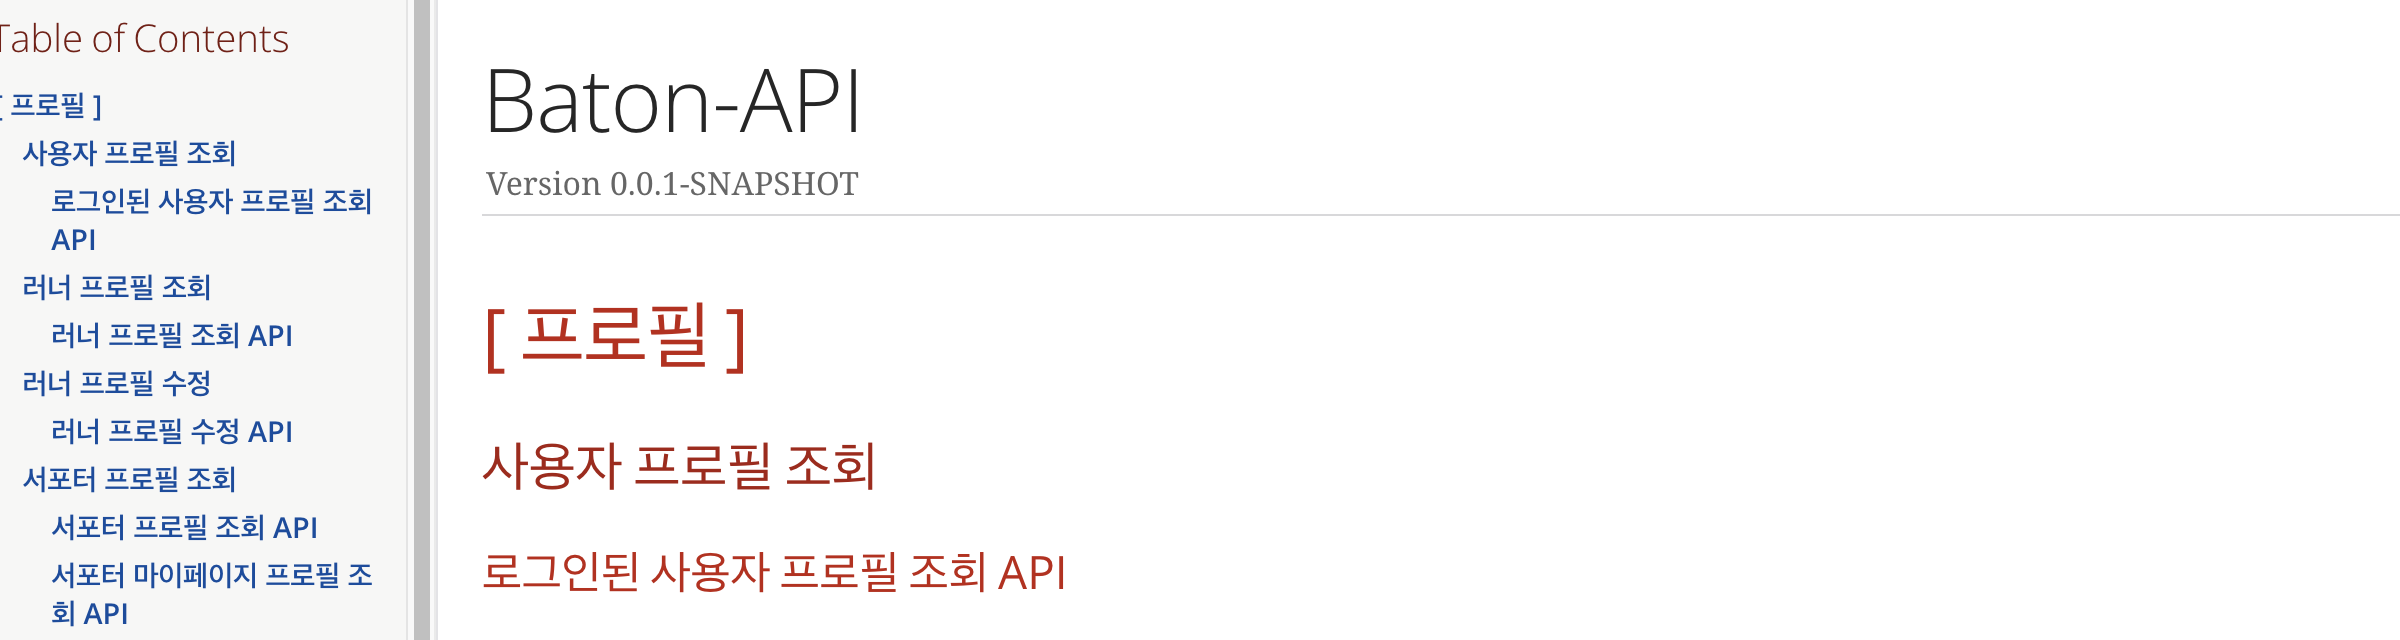 Table of Contents
[ 프로필 ]
사용자 프로필 조회
로그인된 사용자 프로필 조회
API
러너 프로필 조회
러너 프로필 조회 API
러너 프로필 수정
러너 프로필 수정 API
서포터 프로필 조회
서포터 프로필 조회 API
서포터 마이페이지 프로필 조
회 API
Baton-API
Version 0.0.1-SNAPSHOT
[ 프로필 ]
사용자 프로필 조회
로그인된 사용자 프로필 조회 API